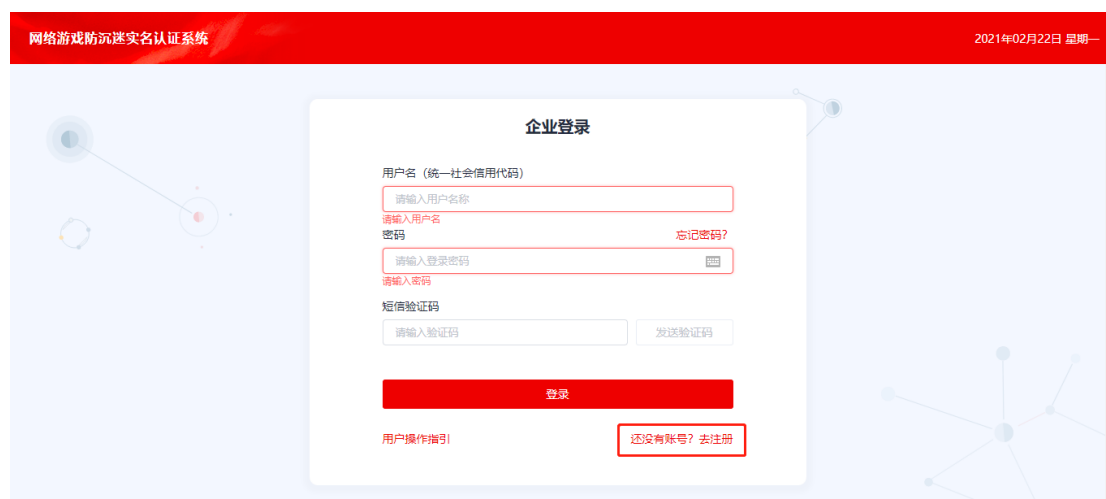 网络游戏防沉迷实名认证系统
2021年02月22日 星期一
企业登录
用户名（统一社会信用代码）
请输入用户名称
请输入用户名
密码 忘记密码？
请输入登录密码
请输入密码
短信验证码
请输入验证码 发送验证码
登录
用户操作指引 还没有账号？去注册